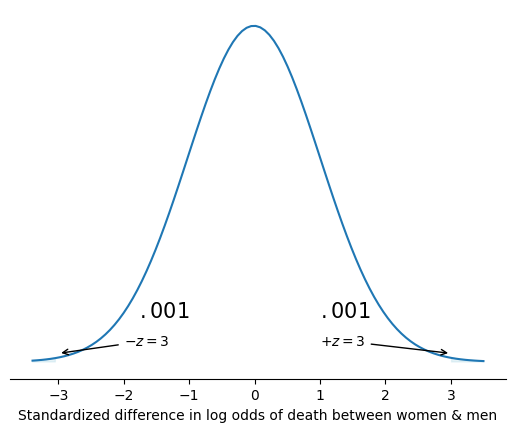 .001 .001
−z = 3 +z = 3
−3 −2 −1 0 1 2 3
Standardized difference in log odds of death between women & men